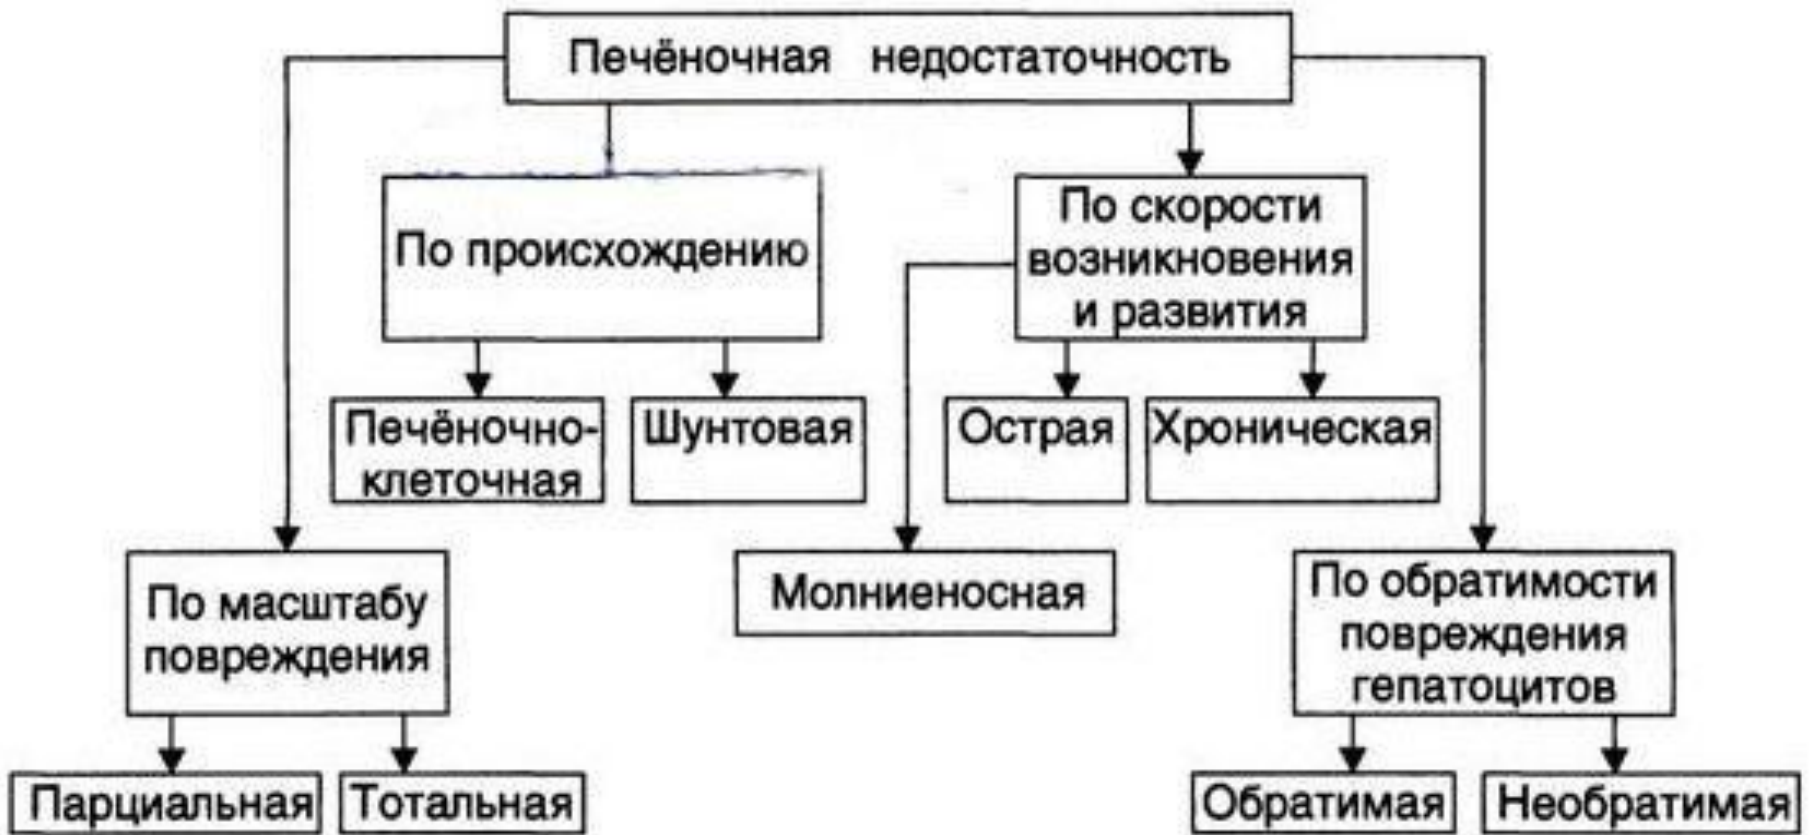 Печёночная недостаточность
По происхождению
По скорости
возникновения
и развития
Печёночно-
клеточная
Шунтовая
Острая
Хроническая
Молниеносная
По масштабу
повреждения
По обратимости
повреждения
гепатоцитов
Парциальная
Тотальная
Обратимая
Необратимая